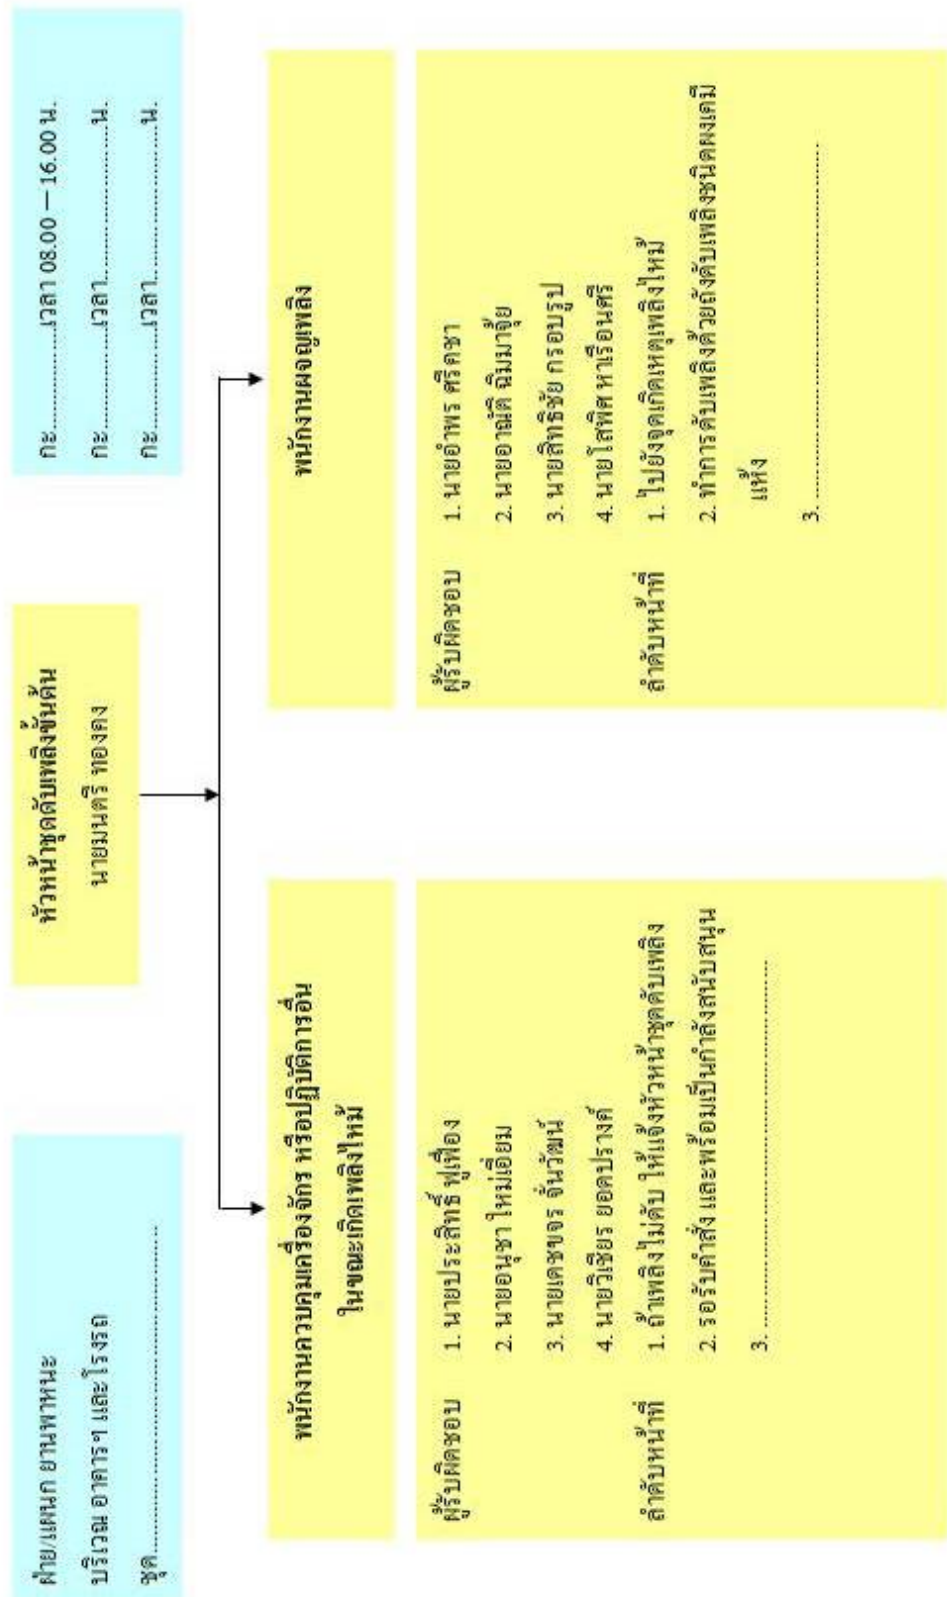 ฝ่าย/แผนก ยานพาหนะ
บริเวณ อาคารฯ และโรงรถ
ชุด......................................................
หัวหน้าชุดดับเพลิงขั้นต้น
นายมนตรี ทองคง
กะ...............เวลา 08.00 – 16.00 น.
กะ...............เวลา...........................น.
กะ...............เวลา...........................น.
พนักงานควบคุมเครื่องจักร หรือปฏิบัติการอื่น
ในขณะเกิดเพลิงไหม้
ผู้รับผิดชอบ 1. นายประสิทธิ์ ฟูเฟื่อง
2. นายอนุชา ใหม่เอี่ยม
3. นายเดชขจร จั่นวัฒน์
4. นายวิเชียร ยอดปรางค์
ลำดับหน้าที่ 1. ถ้าเพลิงไม่ดับ ให้แจ้งหัวหน้าชุดดับเพลิง
2. รอรับคำสั่ง และพร้อมเป็นกำลังสนับสนุน
3. ......................................................
พนักงานผจญเพลิง
ผู้รับผิดชอบ 1. นายอำพร ศรีดชา
2. นายอาณัติ ฉิมมาจุ้ย
3. นายสิทธิชัย กรอบรูป
4. นายโสพิศ หาเรือนศรี
ลำดับหน้าที่ 1. ไปยังจุดเกิดเหตุเพลิงไหม้
2. ทำการดับเพลิงด้วยถังดับเพลิงชนิดผงเคมี
แห้ง
3. ......................................................